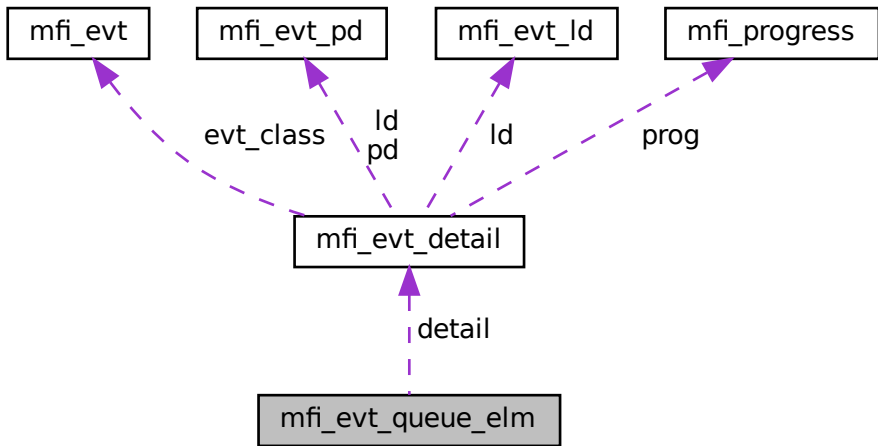 mfi_evt
mfi_evt_pd
mfi_evt_ld
mfi_progress
evt_class
ld
pd
ld
prog
mfi_evt_detail
detail
mfi_evt_queue_elm